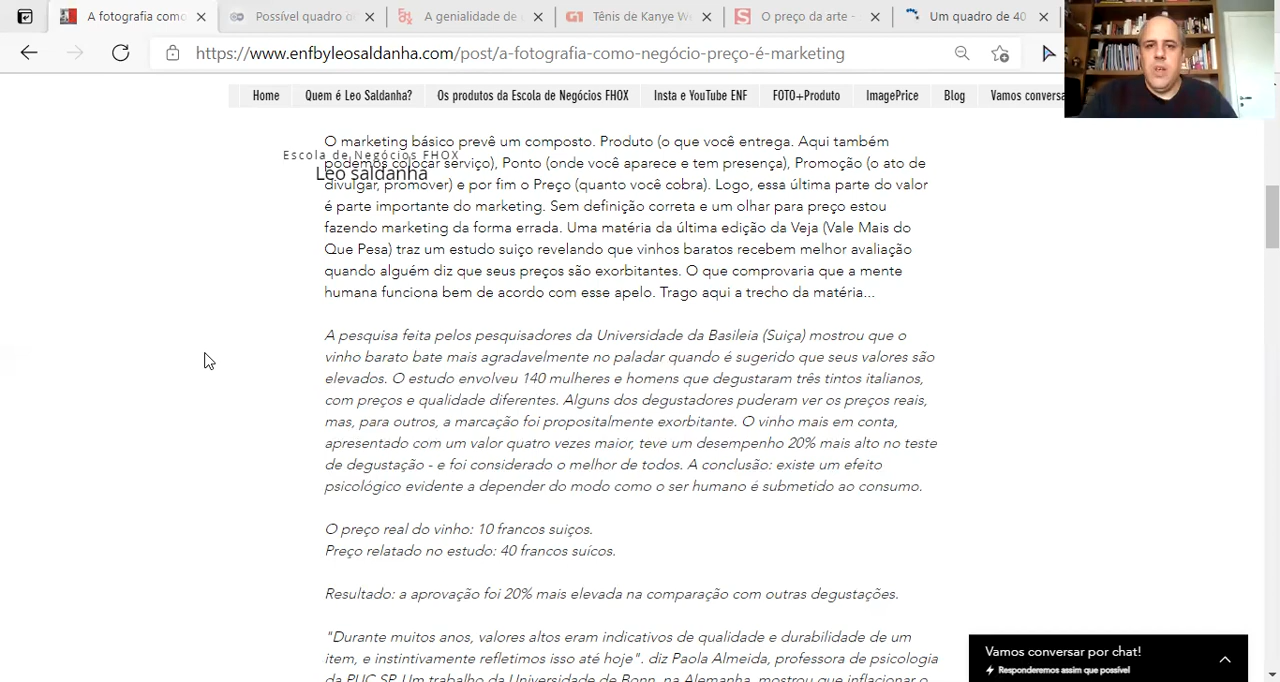 A fotografia como
Possível quadro
A genialidade de
Tênis de Kanye W
O preço da arte -
Um quadro de 40
https://www.enfbyleosaldanha.com/post/a-fotografia-como-negócio-preço-é-marketing
Home
Quem é Leo Saldanha?
Os produtos da Escola de Negócios FHOX
Insta e YouTube ENF
FOTO+Produto
ImagePrice
Blog
Vamos conversa
Escola de Negócios FHOX
Leo saldanha
O marketing básico prevê um composto. Produto (o que você entrega. Aqui também
podemos colocar serviço), Ponto (onde você aparece e tem presença), Promoção (o ato de
divulgar, promover) e por fim o Preço (quanto você cobra). Logo, essa última parte do valor
é parte importante do marketing. Sem definição correta e um olhar para preço estou
fazendo marketing da forma errada. Uma matéria da última edição da Veja (Vale Mais do
Que Pesa) traz um estudo suiço revelando que vinhos baratos recebem melhor avaliação
quando alguém diz que seus preços são exorbitantes. O que comprovaria que a mente
humana funciona bem de acordo com esse apelo. Trago aqui a trecho da matéria...
A pesquisa feita pelos pesquisadores da Universidade da Basileia (Suiça) mostrou que o
vinho barato bate mais agradavelmente no paladar quando é sugerido que seus valores são
elevados. O estudo envolveu 140 mulheres e homens que degustaram três tintos italianos,
com preços e qualidade diferentes. Alguns dos degustadores puderam ver os preços reais,
mas, para outros, a marcação foi propositalmente exorbitante. O vinho mais em conta,
apresentado com um valor quatro vezes maior, teve um desempenho 20% mais alto no teste
de degustação - e foi considerado o melhor de todos. A conclusão: existe um efeito
psicológico evidente a depender do modo como o ser humano é submetido ao consumo.
O preço real do vinho: 10 francos suiços.
Preço relatado no estudo: 40 francos suícos.
Resultado: a aprovação foi 20% mais elevada na comparação com outras degustações.
"Durante muitos anos, valores altos eram indicativos de qualidade e durabilidade de um
item, e instintivamente refletimos isso até hoje". diz Paola Almeida, professora de psicologia
Vamos conversar por chat!
Responderemos assim que possível